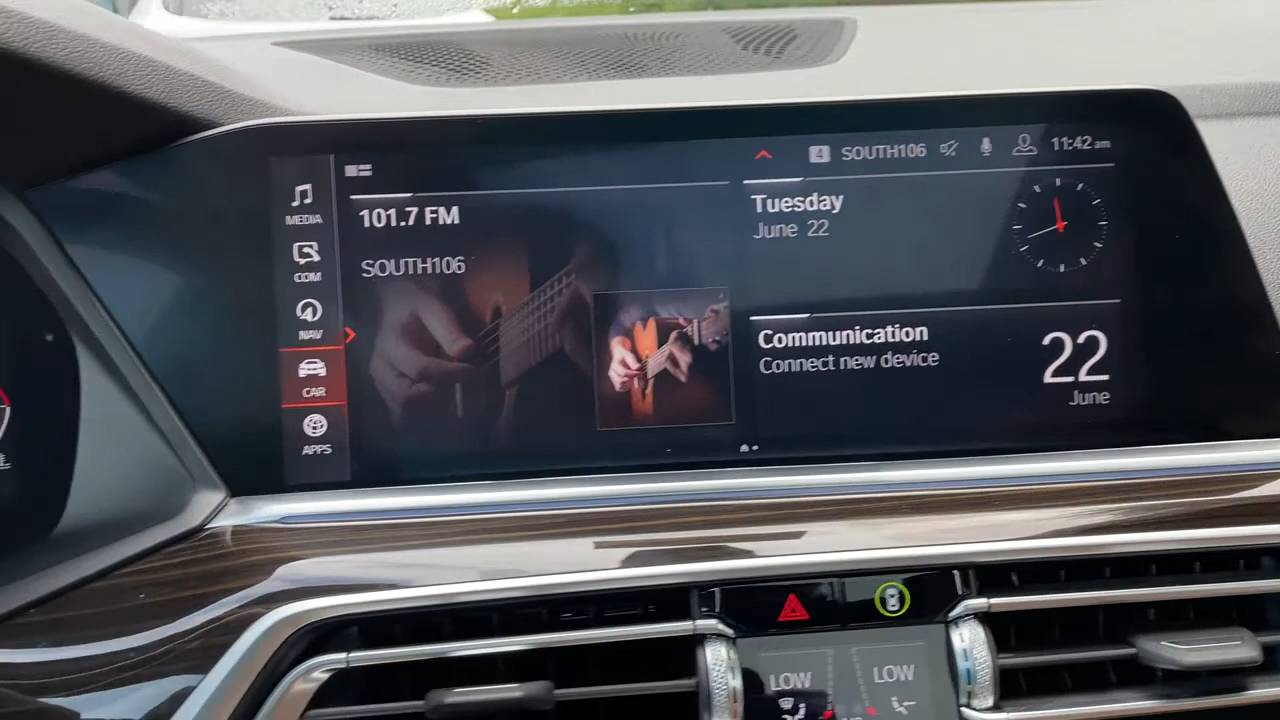 4 SOUTH106 11:42 am
MEDIA
COM
NAV
CAR
APPS
101.7 FM
SOUTH106
Tuesday
June 22
Communication
Connect new device
22
June
LOW
LOW